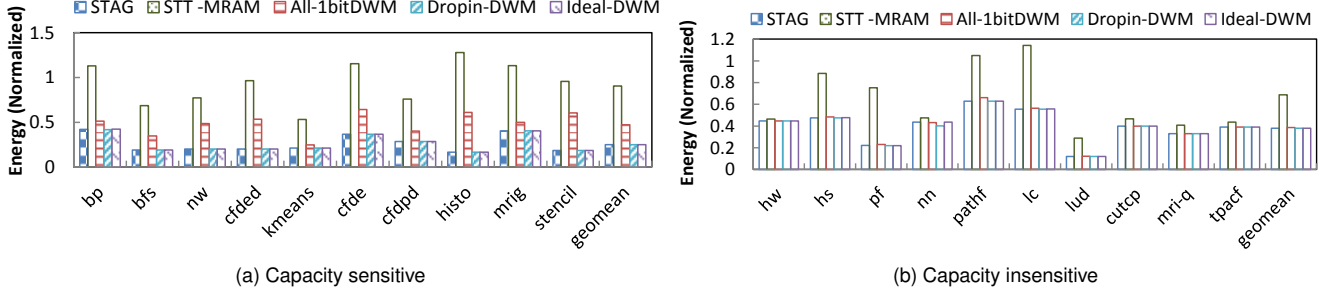 STAG STT -MRAM All-1bitDWM Dropin-DWM Ideal-DWM
Energy (Normalized)
1.5
1
0.5
0
bp bfs nw cfded kmeans cfde cfdpd histo mrig stencil geomean
(a) Capacity sensitive
STAG STT -MRAM All-1bitDWM Dropin-DWM Ideal-DWM
Energy (Normalized)
1.2
1
0.8
0.6
0.4
0.2
0
hw hs pf nn pathf lc lud cutcp mri-q tpacf geomean
(b) Capacity insensitive